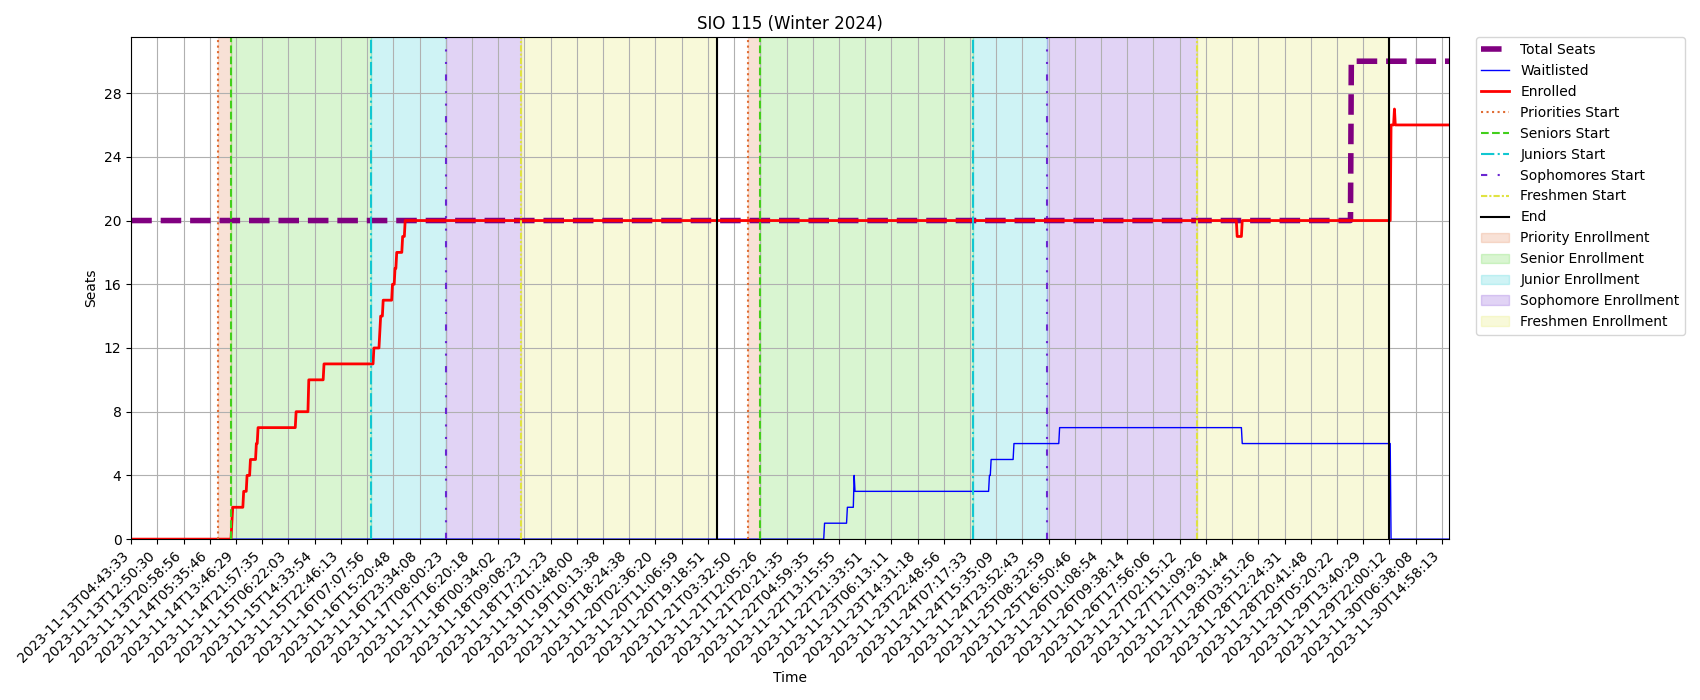 SIO 115 (Winter 2024)
Seats
28
24
20
16
12
8
4
0
2023-11-13T04:43:33
2023-11-13T12:50:30
2023-11-13T20:58:56
2023-11-14T05:35:46
2023-11-14T13:46:29
2023-11-14T21:57:35
2023-11-15T06:22:03
2023-11-15T14:33:54
2023-11-15T22:46:13
2023-11-16T07:07:56
2023-11-16T15:20:48
2023-11-16T23:34:08
2023-11-17T08:00:23
2023-11-17T16:20:18
2023-11-18T00:34:02
2023-11-18T09:08:23
2023-11-18T17:21:23
2023-11-19T01:48:00
2023-11-19T10:13:38
2023-11-19T18:24:38
2023-11-20T02:36:20
2023-11-20T11:06:59
2023-11-20T19:18:51
2023-11-21T03:32:50
2023-11-21T12:05:26
2023-11-21T20:21:35
2023-11-22T04:59:35
2023-11-22T13:15:55
2023-11-22T21:33:51
2023-11-23T06:13:11
2023-11-23T14:31:18
2023-11-23T22:48:56
2023-11-24T07:17:33
2023-11-24T15:35:09
2023-11-24T23:52:43
2023-11-25T08:32:59
2023-11-25T16:50:46
2023-11-26T01:08:54
2023-11-26T09:38:14
2023-11-26T17:56:06
2023-11-27T02:15:12
2023-11-27T11:09:26
2023-11-27T19:31:44
2023-11-28T03:51:26
2023-11-28T12:24:31
2023-11-28T20:41:48
2023-11-29T05:20:22
2023-11-29T13:40:29
2023-11-29T22:00:12
2023-11-30T06:38:08
2023-11-30T14:58:13
Time
Total Seats
Waitlisted
Enrolled
Priorities Start
Seniors Start
Juniors Start
Sophomores Start
Freshmen Start
End
Priority Enrollment
Senior Enrollment
Junior Enrollment
Sophomore Enrollment
Freshmen Enrollment